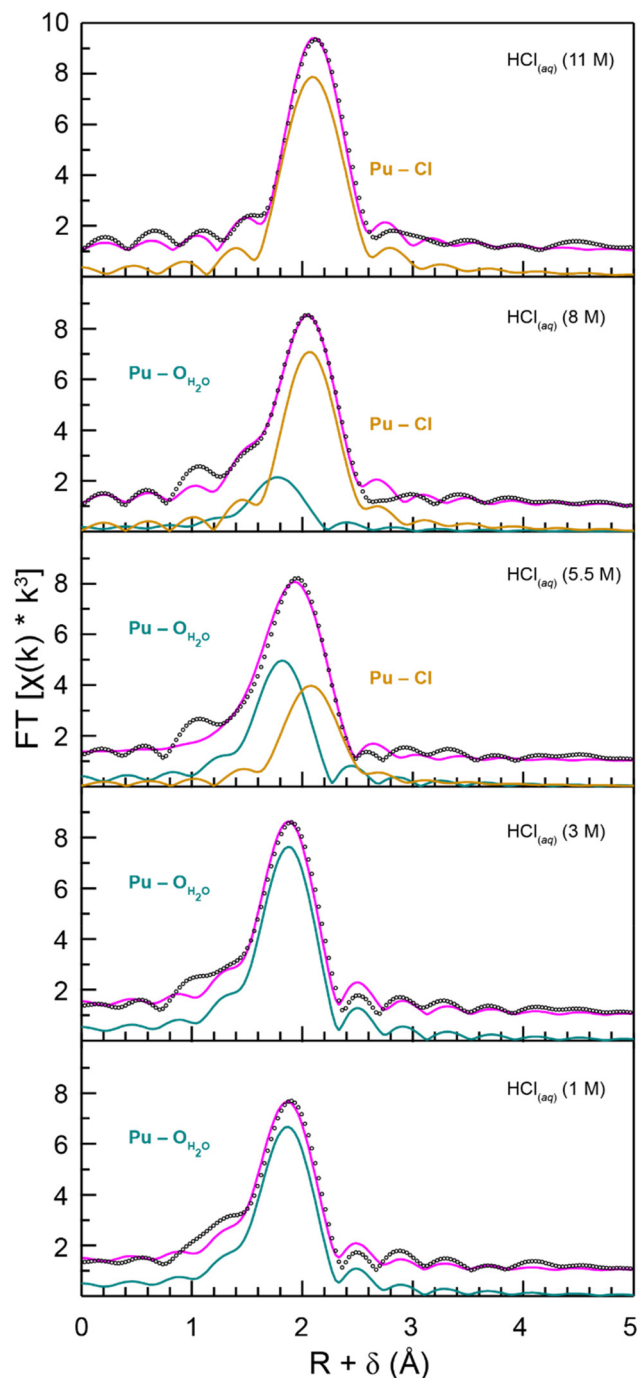 10
8
6
4
2
HCl(aq) (11 M)
Pu – Cl
8
6
4
2
HCl(aq) (8 M)
Pu – OH2O
Pu – Cl
8
6
4
2
HCl(aq) (5.5 M)
Pu – OH2O
Pu – Cl
FT [χ(k) * k³]
8
6
4
2
HCl(aq) (3 M)
Pu – OH2O
8
6
4
2
HCl(aq) (1 M)
Pu – OH2O
0 1 2 3 4 5
R + δ (Å)